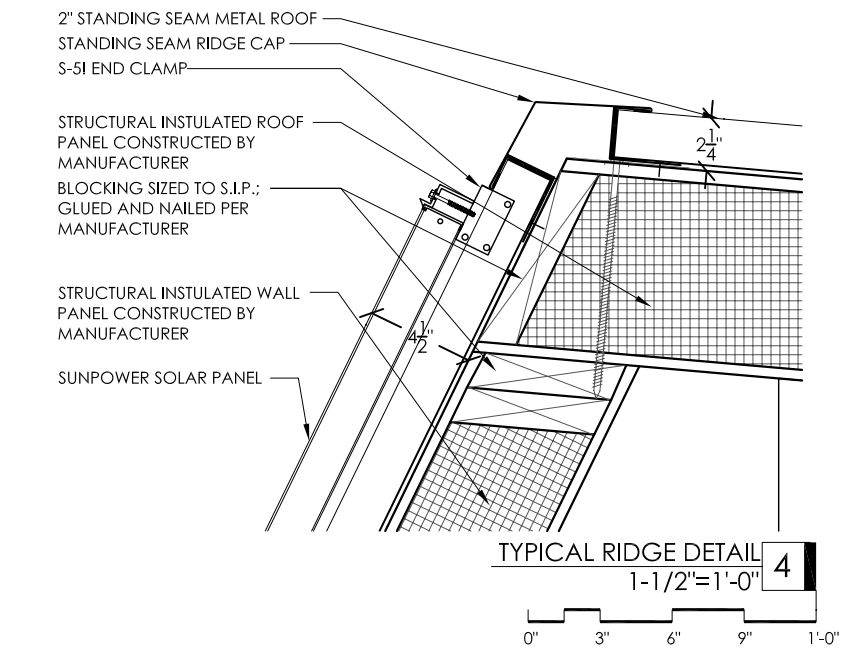 2" STANDING SEAM METAL ROOF
STANDING SEAM RIDGE CAP
S-5! END CLAMP
STRUCTURAL INSTULATED ROOF
PANEL CONSTRUCTED BY
MANUFACTURER
BLOCKING SIZED TO S.I.P.;
GLUED AND NAILED PER
MANUFACTURER
STRUCTURAL INSTULATED WALL
PANEL CONSTRUCTED BY
MANUFACTURER
SUNPOWER SOLAR PANEL
2 1/4"
4 1/2"
TYPICAL RIDGE DETAIL 4
1-1/2"=1'-0"
0" 3" 6" 9" 1'-0"